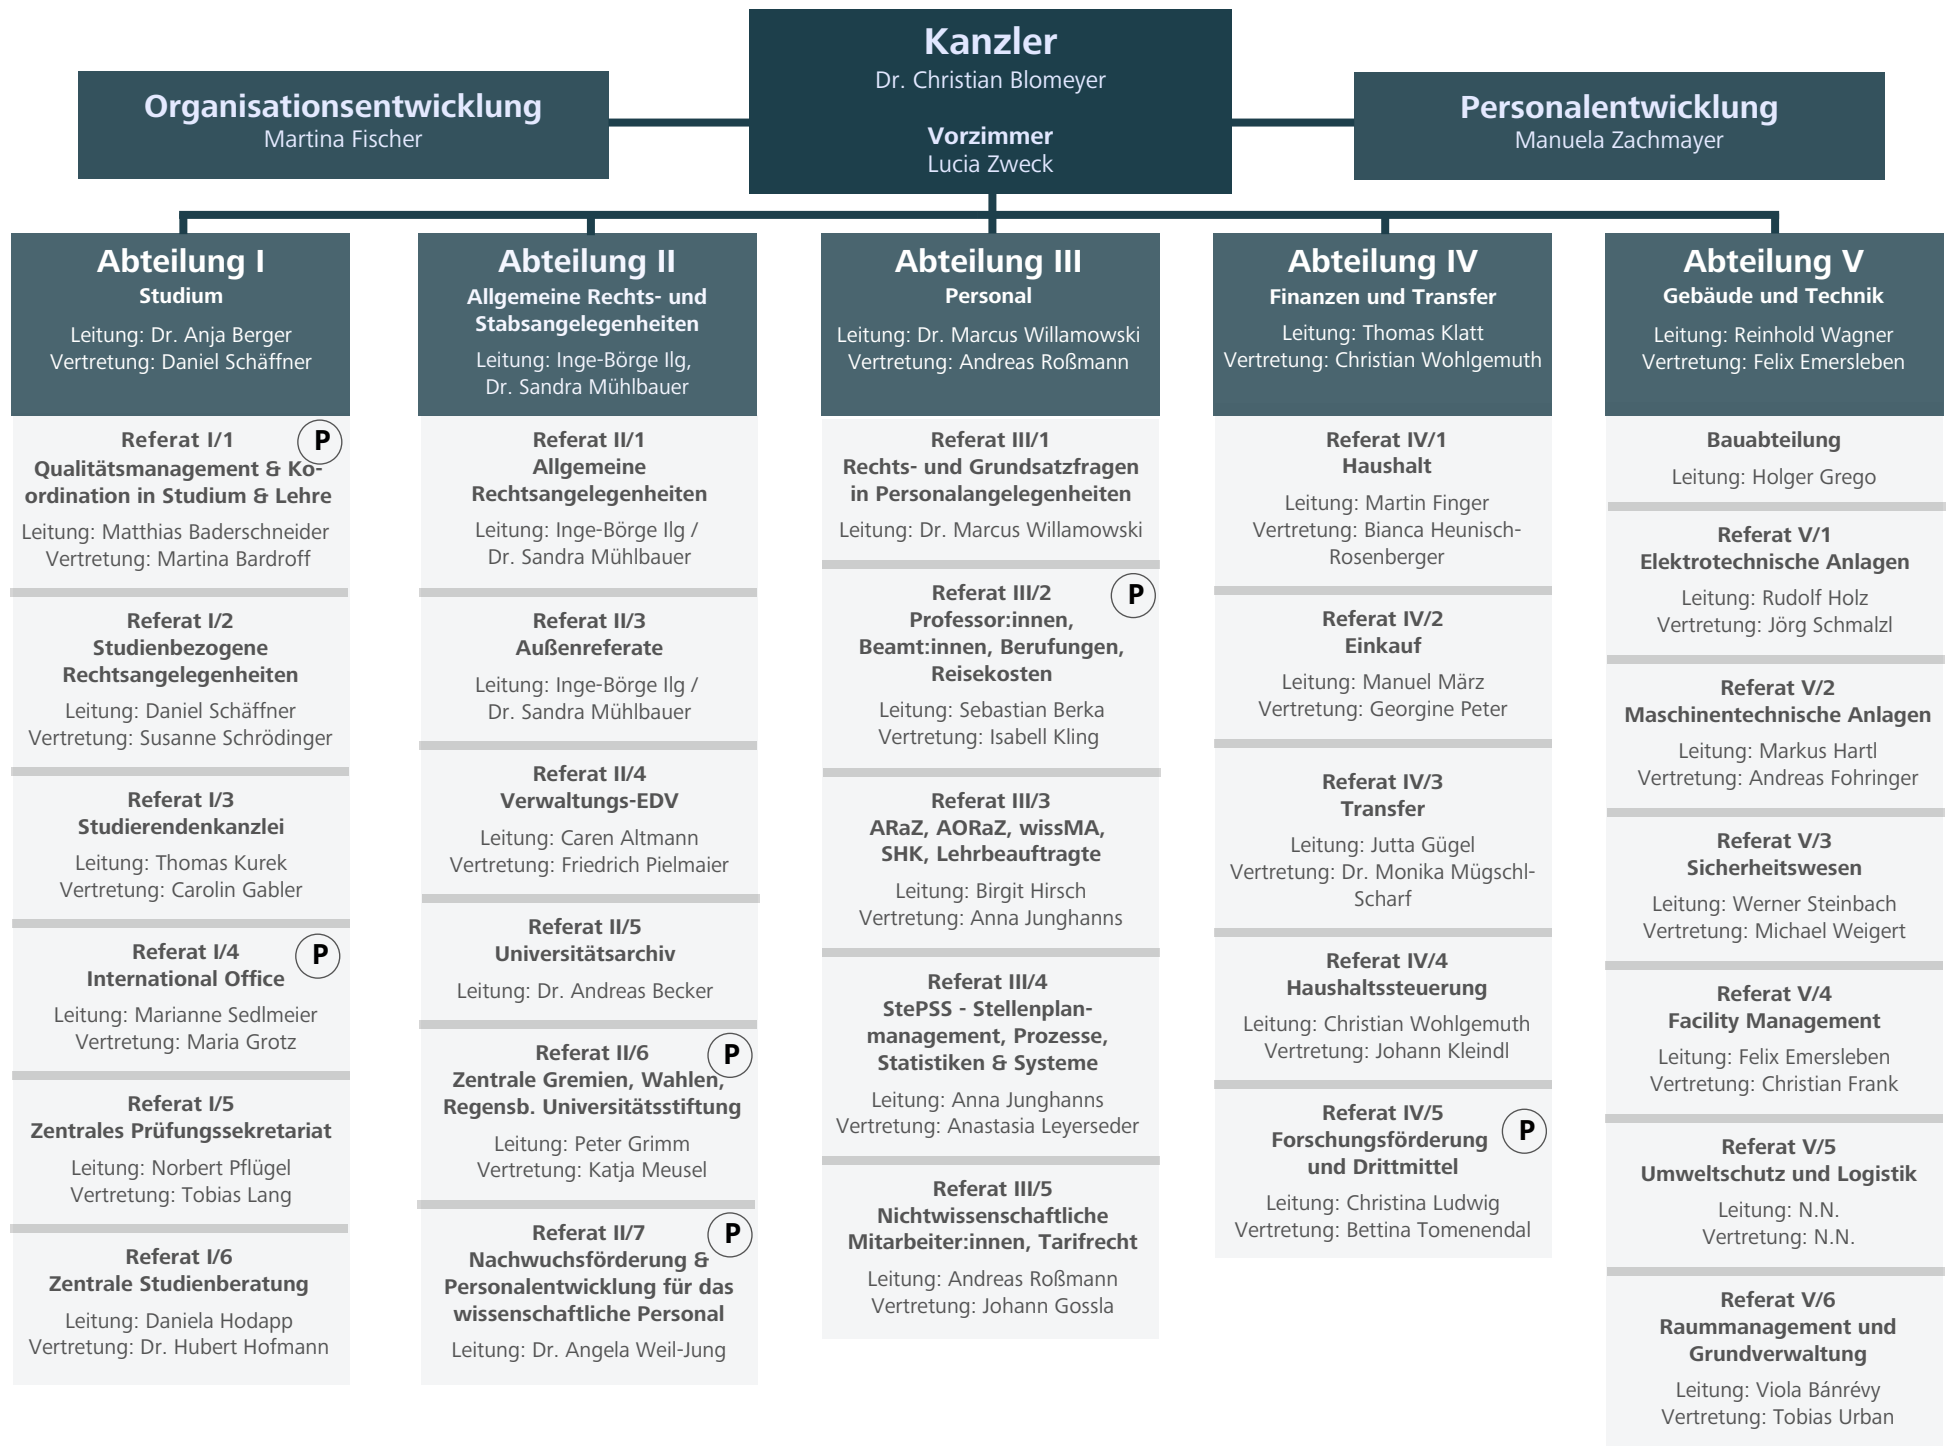 Kanzler
Dr. Christian Blomeyer
Vorzimmer
Lucia Zweck
Organisationsentwicklung
Martina Fischer
Personalentwicklung
Manuela Zachmayer
Abteilung I
Studium
Leitung: Dr. Anja Berger
Vertretung: Daniel Schäffner
Referat I/1
P
Qualitätsmanagement & Ko-
ordination in Studium & Lehre
Leitung: Matthias Baderschneider
Vertretung: Martina Bardroff
Referat I/2
Studienbezogene
Rechtsangelegenheiten
Leitung: Daniel Schäffner
Vertretung: Susanne Schrödinger
Referat I/3
Studierendenkanzlei
Leitung: Thomas Kurek
Vertretung: Carolin Gabler
Referat I/4
P
International Office
Leitung: Marianne Sedlmeier
Vertretung: Maria Grotz
Referat I/5
Zentrales Prüfungssekretariat
Leitung: Norbert Pflügel
Vertretung: Tobias Lang
Referat I/6
Zentrale Studienberatung
Leitung: Daniela Hodapp
Vertretung: Dr. Hubert Hofmann
Abteilung II
Allgemeine Rechts- und
Stabsangelegenheiten
Leitung: Inge-Börge Ilg,
Dr. Sandra Mühlbauer
Referat II/1
Allgemeine
Rechtsangelegenheiten
Leitung: Inge-Börge Ilg /
Dr. Sandra Mühlbauer
Referat II/3
Außenreferate
Leitung: Inge-Börge Ilg /
Dr. Sandra Mühlbauer
Referat II/4
Verwaltungs-EDV
Leitung: Caren Altmann
Vertretung: Friedrich Pielmaier
Referat II/5
Universitätsarchiv
Leitung: Dr. Andreas Becker
Referat II/6
P
Zentrale Gremien, Wahlen,
Regensb. Universitätsstiftung
Leitung: Peter Grimm
Vertretung: Katja Meusel
Referat II/7
P
Nachwuchsförderung &
Personalentwicklung für das
wissenschaftliche Personal
Leitung: Dr. Angela Weil-Jung
Abteilung III
Personal
Leitung: Dr. Marcus Willamowski
Vertretung: Andreas Roßmann
Referat III/1
Rechts- und Grundsatzfragen
in Personalangelegenheiten
Leitung: Dr. Marcus Willamowski
Referat III/2
P
Professor:innen,
Beamt:innen, Berufungen,
Reisekosten
Leitung: Sebastian Berka
Vertretung: Isabell Kling
Referat III/3
ARaZ, AORaZ, wissMA,
SHK, Lehrbeauftragte
Leitung: Birgit Hirsch
Vertretung: Anna Junghanns
Referat III/4
StePSS - Stellenplan-
management, Prozesse,
Statistiken & Systeme
Leitung: Anna Junghanns
Vertretung: Anastasia Leyerseder
Referat III/5
Nichtwissenschaftliche
Mitarbeiter:innen, Tarifrecht
Leitung: Andreas Roßmann
Vertretung: Johann Gossla
Abteilung IV
Finanzen und Transfer
Leitung: Thomas Klatt
Vertretung: Christian Wohlgemuth
Referat IV/1
Haushalt
Leitung: Martin Finger
Vertretung: Bianca Heunisch-
Rosenberger
Referat IV/2
Einkauf
Leitung: Manuel März
Vertretung: Georgine Peter
Referat IV/3
Transfer
Leitung: Jutta Gügel
Vertretung: Dr. Monika Mügschl-
Scharf
Referat IV/4
Haushaltssteuerung
Leitung: Christian Wohlgemuth
Vertretung: Johann Kleindl
Referat IV/5
P
Forschungsförderung
und Drittmittel
Leitung: Christina Ludwig
Vertretung: Bettina Tomenendal
Abteilung V
Gebäude und Technik
Leitung: Reinhold Wagner
Vertretung: Felix Emersleben
Bauabteilung
Leitung: Holger Grego
Referat V/1
Elektrotechnische Anlagen
Leitung: Rudolf Holz
Vertretung: Jörg Schmalzl
Referat V/2
Maschinentechnische Anlagen
Leitung: Markus Hartl
Vertretung: Andreas Fohringer
Referat V/3
Sicherheitswesen
Leitung: Werner Steinbach
Vertretung: Michael Weigert
Referat V/4
Facility Management
Leitung: Felix Emersleben
Vertretung: Christian Frank
Referat V/5
Umweltschutz und Logistik
Leitung: N.N.
Vertretung: N.N.
Referat V/6
Raummanagement und
Grundverwaltung
Leitung: Viola Bánrévy
Vertretung: Tobias Urban